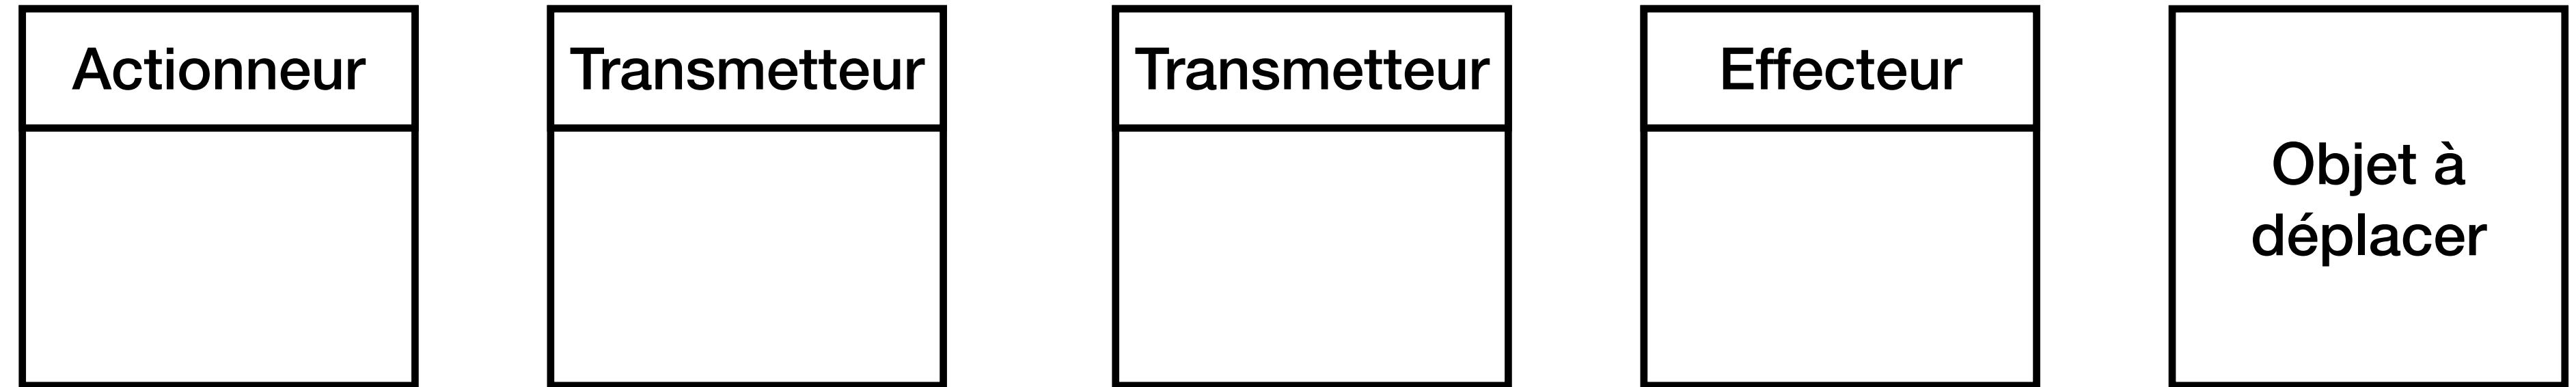 Actionneur
Transmetteur
Transmetteur
Effecteur
Objet à
déplacer